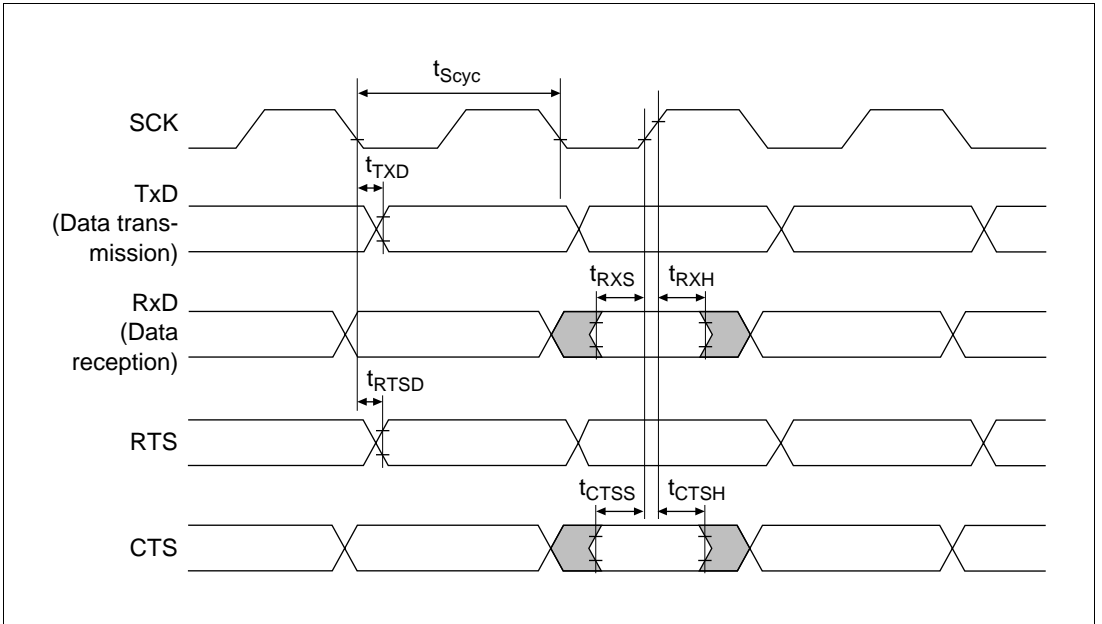 tScyc
SCK
tTXD
TxD
(Data trans-
mission)
tRXS
tRXH
RxD
(Data
reception)
tRTSD
RTS
tCTSS
tCTSH
CTS